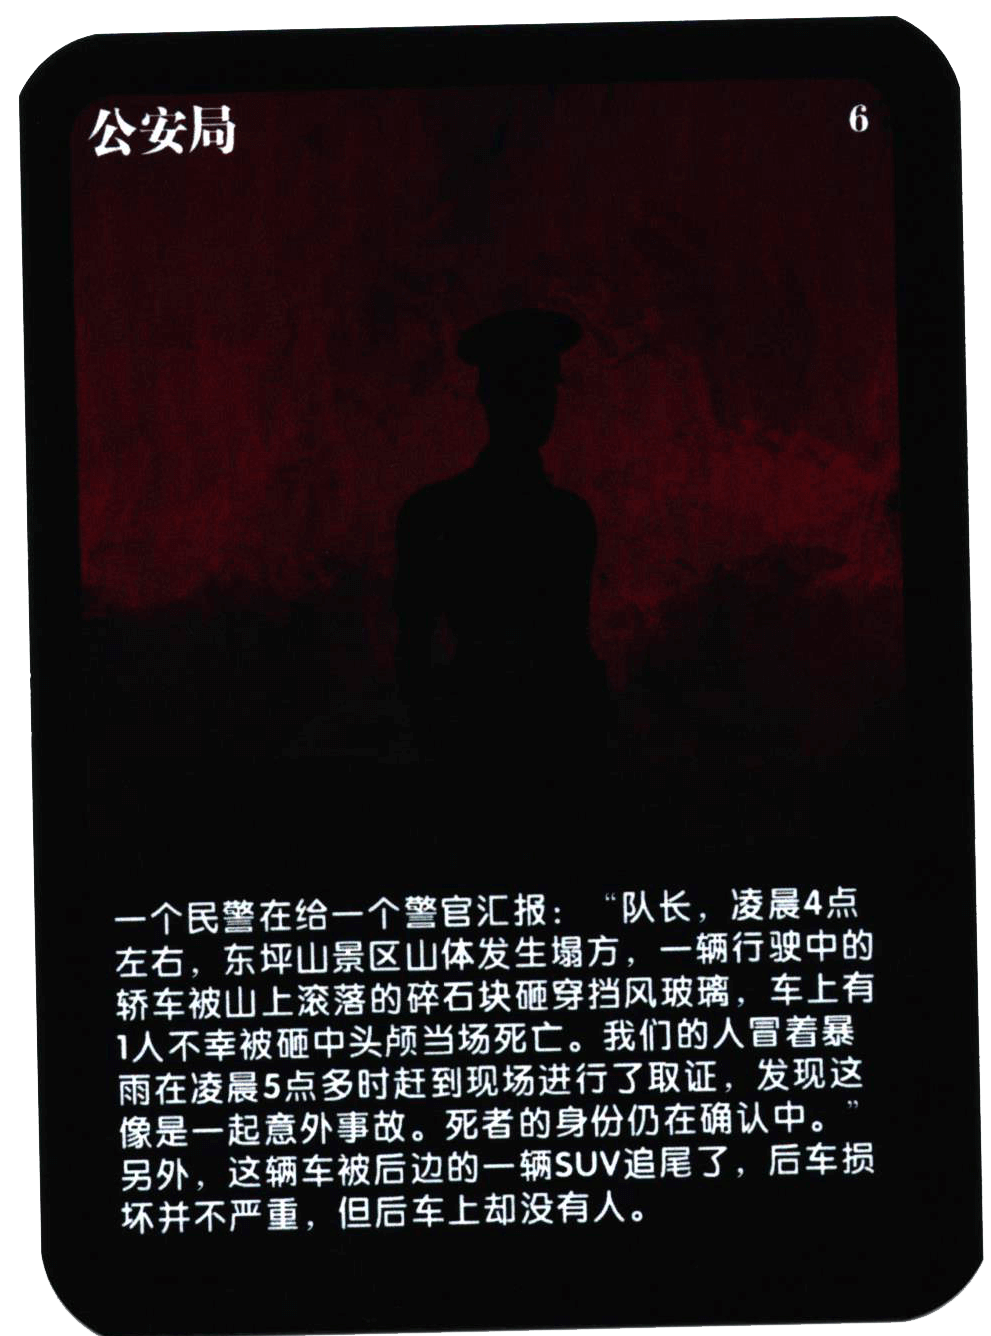 公安局
6
一个民警在给一个警官汇报：“队长，凌晨4点
左右，东坪山景区山体发生塌方，一辆行驶中的
轿车被山上滚落的碎石块砸穿挡风玻璃，车上有
1人不幸被砸中头颅当场死亡。我们的人冒着暴
雨在凌晨5点多时赶到现场进行了取证，发现这
像是一起意外事故。死者的身份仍在确认中。”
另外，这辆车被后边的一辆SUV追尾了，后车损
坏并不严重，但后车上却没有人。